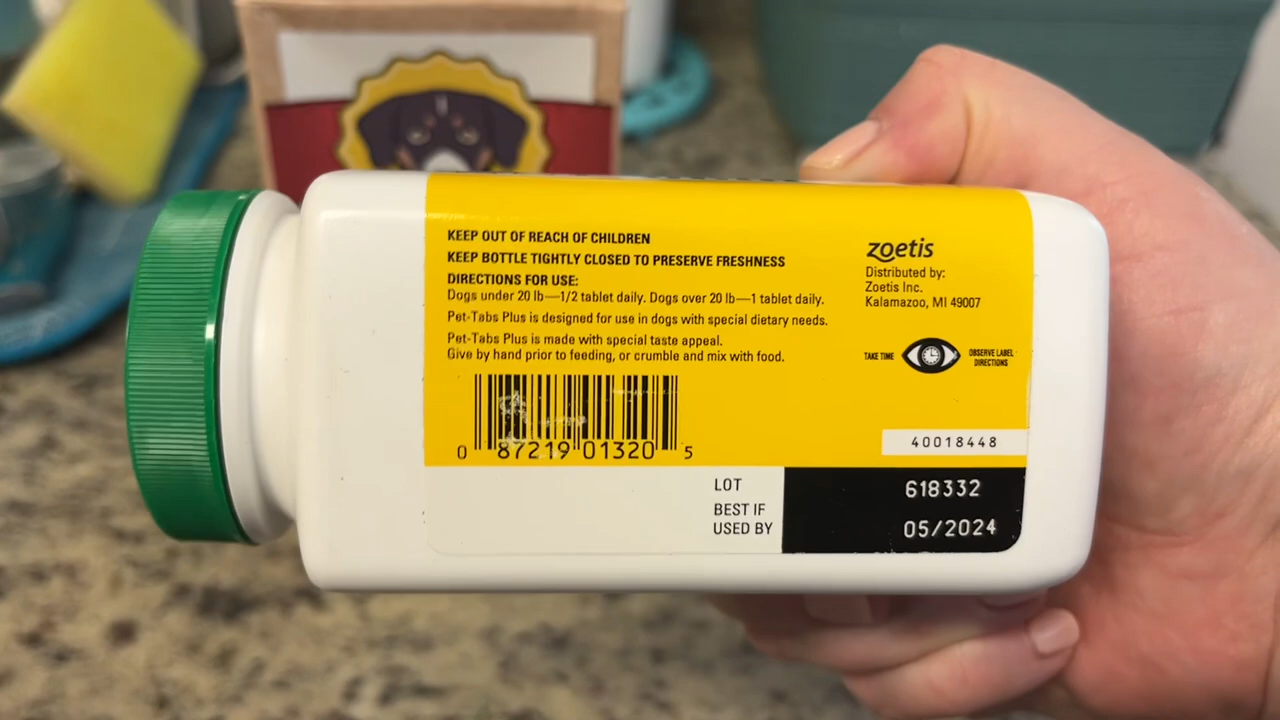 KEEP OUT OF REACH OF CHILDREN
KEEP BOTTLE TIGHTLY CLOSED TO PRESERVE FRESHNESS
DIRECTIONS FOR USE:
Dogs under 20 lb—1/2 tablet daily. Dogs over 20 lb—1 tablet daily.
Pet-Tabs Plus is designed for use in dogs with special dietary needs.
Pet-Tabs Plus is made with special taste appeal.
Give by hand prior to feeding, or crumble and mix with food.
0 87219 01320 5
zoetis
Distributed by:
Zoetis Inc.
Kalamazoo, MI 49007
TAKE TIME
OBSERVE LABEL
DIRECTIONS
40018448
LOT 618332
BEST IF
USED BY 05/2024